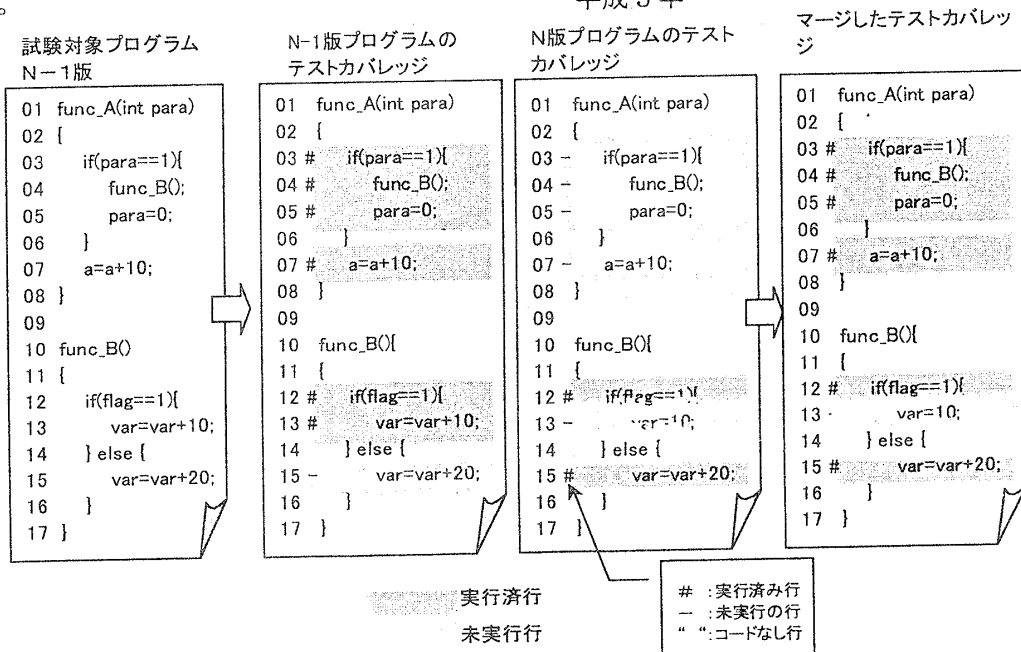 。
平成5年
試験対象プログラム
N－1版
01 func_A(int para)
02 {
03 if(para==1){
04 func_B();
05 para=0;
06 }
07 a=a+10;
08 }
09
10 func_B()
11 {
12 if(flag==1){
13 var=var+10;
14 } else {
15 var=var+20;
16 }
17 }
N-1版プログラムの
テストカバレッジ
01 func_A(int para)
02 {
03 # if(para==1){
04 # func_B();
05 # para=0;
06 }
07 # a=a+10;
08 }
09
10 func_B(){
11 {
12 # if(flag==1){
13 # var=var+10;
14 } else {
15 − var=var+20;
16 }
17 }
N版プログラムのテスト
カバレッジ
01 func_A(int para)
02 {
03 − if(para==1){
04 − func_B();
05 − para=0;
06 }
07 − a=a+10;
08 }
09
10 func_B(){
11 {
12 # if(flag==1){
13 − var=10;
14 } else {
15 # var=var+20;
16 }
17 }
マージしたテストカバレッ
ジ
01 func_A(int para)
02 {
03 # if(para==1){
04 # func_B();
05 # para=0;
06 }
07 # a=a+10;
08 }
09
10 func_B(){
11 {
12 # if(flag==1){
13 - var=10;
14 } else {
15 # var=var+20;
16 }
17 }
実行済行
未実行行
# :実行済み行
− :未実行の行
“ “:コードなし行